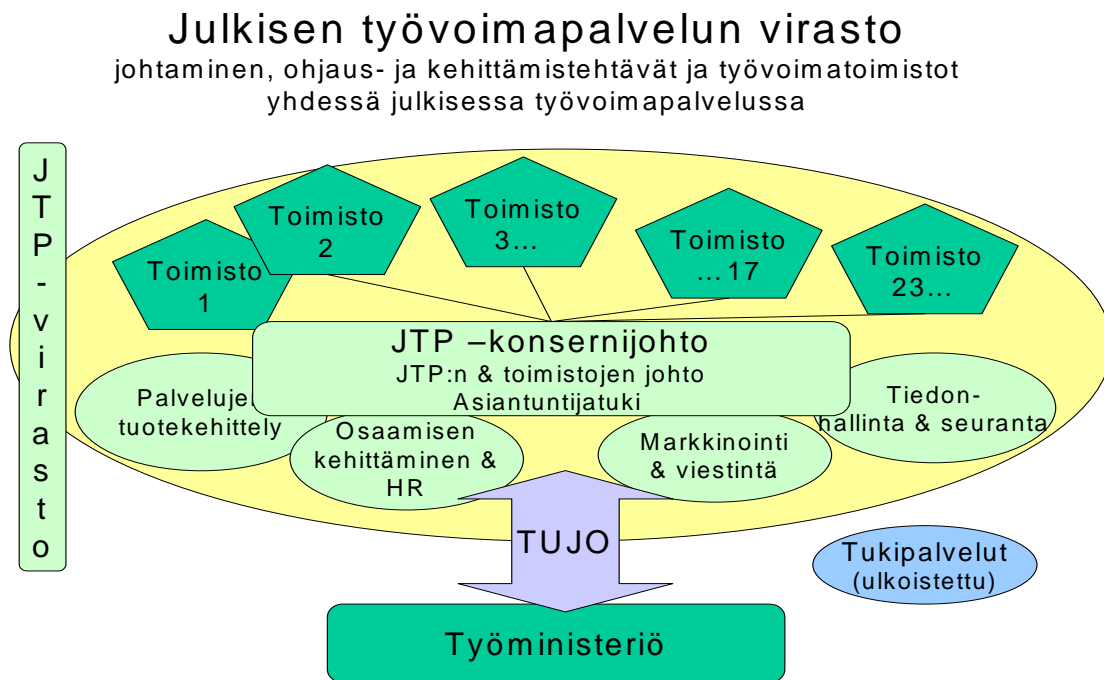 Julkisen työvoimapalvelun virasto
johtaminen, ohjaus- ja kehittämistehtävät ja työvoimatoimistot
yhdessä julkisessa työvoimapalvelussa
JTP-virasto
Toimisto
1
Toimisto
2
Toimisto
3...
Toimisto
...17
Toimisto
23...
JTP –konsernijohto
JTP:n & toimistojen johto
Asiantuntijatuki
Palvelujen
tuotekehittely
Osaamisen
kehittäminen &
HR
Markkinointi
& viestintä
Tiedon-
hallinta & seuranta
TUJO
Tukipalvelut
(ulkoistettu)
Työministeriö